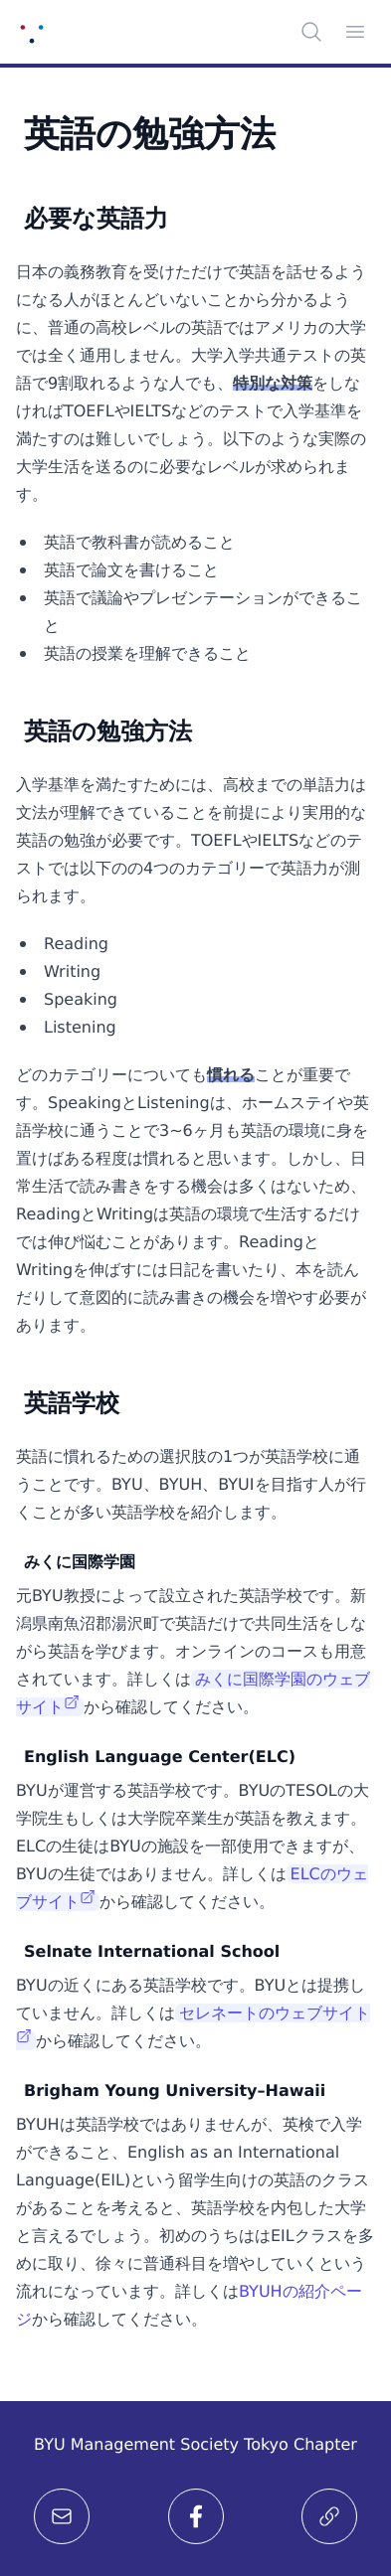 英語の勉強方法
必要な英語力
日本の義務教育を受けただけで英語を話せるよう
になる人がほとんどいないことから分かるよう
に、普通の高校レベルの英語ではアメリカの大学
では全く通用しません。大学入学共通テストの英
語で9割取れるような人でも、特別な対策をしな
ければTOEFLやIELTSなどのテストで入学基準を
満たすのは難しいでしょう。以下のような実際の
大学生活を送るのに必要なレベルが求められま
す。
英語で教科書が読めること
英語で論文を書けること
英語で議論やプレゼンテーションができるこ
と
英語の授業を理解できること
英語の勉強方法
入学基準を満たすためには、高校までの単語力は
文法が理解できていることを前提により実用的な
英語の勉強が必要です。TOEFLやIELTSなどのテ
ストでは以下のの4つのカテゴリーで英語力が測
られます。
Reading
Writing
Speaking
Listening
どのカテゴリーについても慣れることが重要で
す。SpeakingとListeningは、ホームステイや英
語学校に通うことで3~6ヶ月も英語の環境に身を
置けばある程度は慣れると思います。しかし、日
常生活で読み書きをする機会は多くはないため、
ReadingとWritingは英語の環境で生活するだけ
では伸び悩むことがあります。Readingと
Writingを伸ばすには日記を書いたり、本を読ん
だりして意図的に読み書きの機会を増やす必要が
あります。
英語学校
英語に慣れるための選択肢の1つが英語学校に通
うことです。BYU、BYUH、BYUIを目指す人が行
くことが多い英語学校を紹介します。
みくに国際学園
元BYU教授によって設立された英語学校です。新
潟県南魚沼郡湯沢町で英語だけで共同生活をしな
がら英語を学びます。オンラインのコースも用意
されています。詳しくはみくに国際学園のウェブ
サイトから確認してください。
English Language Center(ELC)
BYUが運営する英語学校です。BYUのTESOLの大
学院生もしくは大学院卒業生が英語を教えます。
ELCの生徒はBYUの施設を一部使用できますが、
BYUの生徒ではありません。詳しくはELCのウェ
ブサイトから確認してください。
Selnate International School
BYUの近くにある英語学校です。BYUとは提携し
ていません。詳しくはセレネートのウェブサイト
から確認してください。
Brigham Young University–Hawaii
BYUHは英語学校ではありませんが、英検で入学
ができること、English as an International
Language(EIL)という留学生向けの英語のクラス
があることを考えると、英語学校を内包した大学
と言えるでしょう。初めのうちははEILクラスを多
めに取り、徐々に普通科目を増やしていくという
流れになっています。詳しくはBYUHの紹介ペー
ジから確認してください。
BYU Management Society Tokyo Chapter